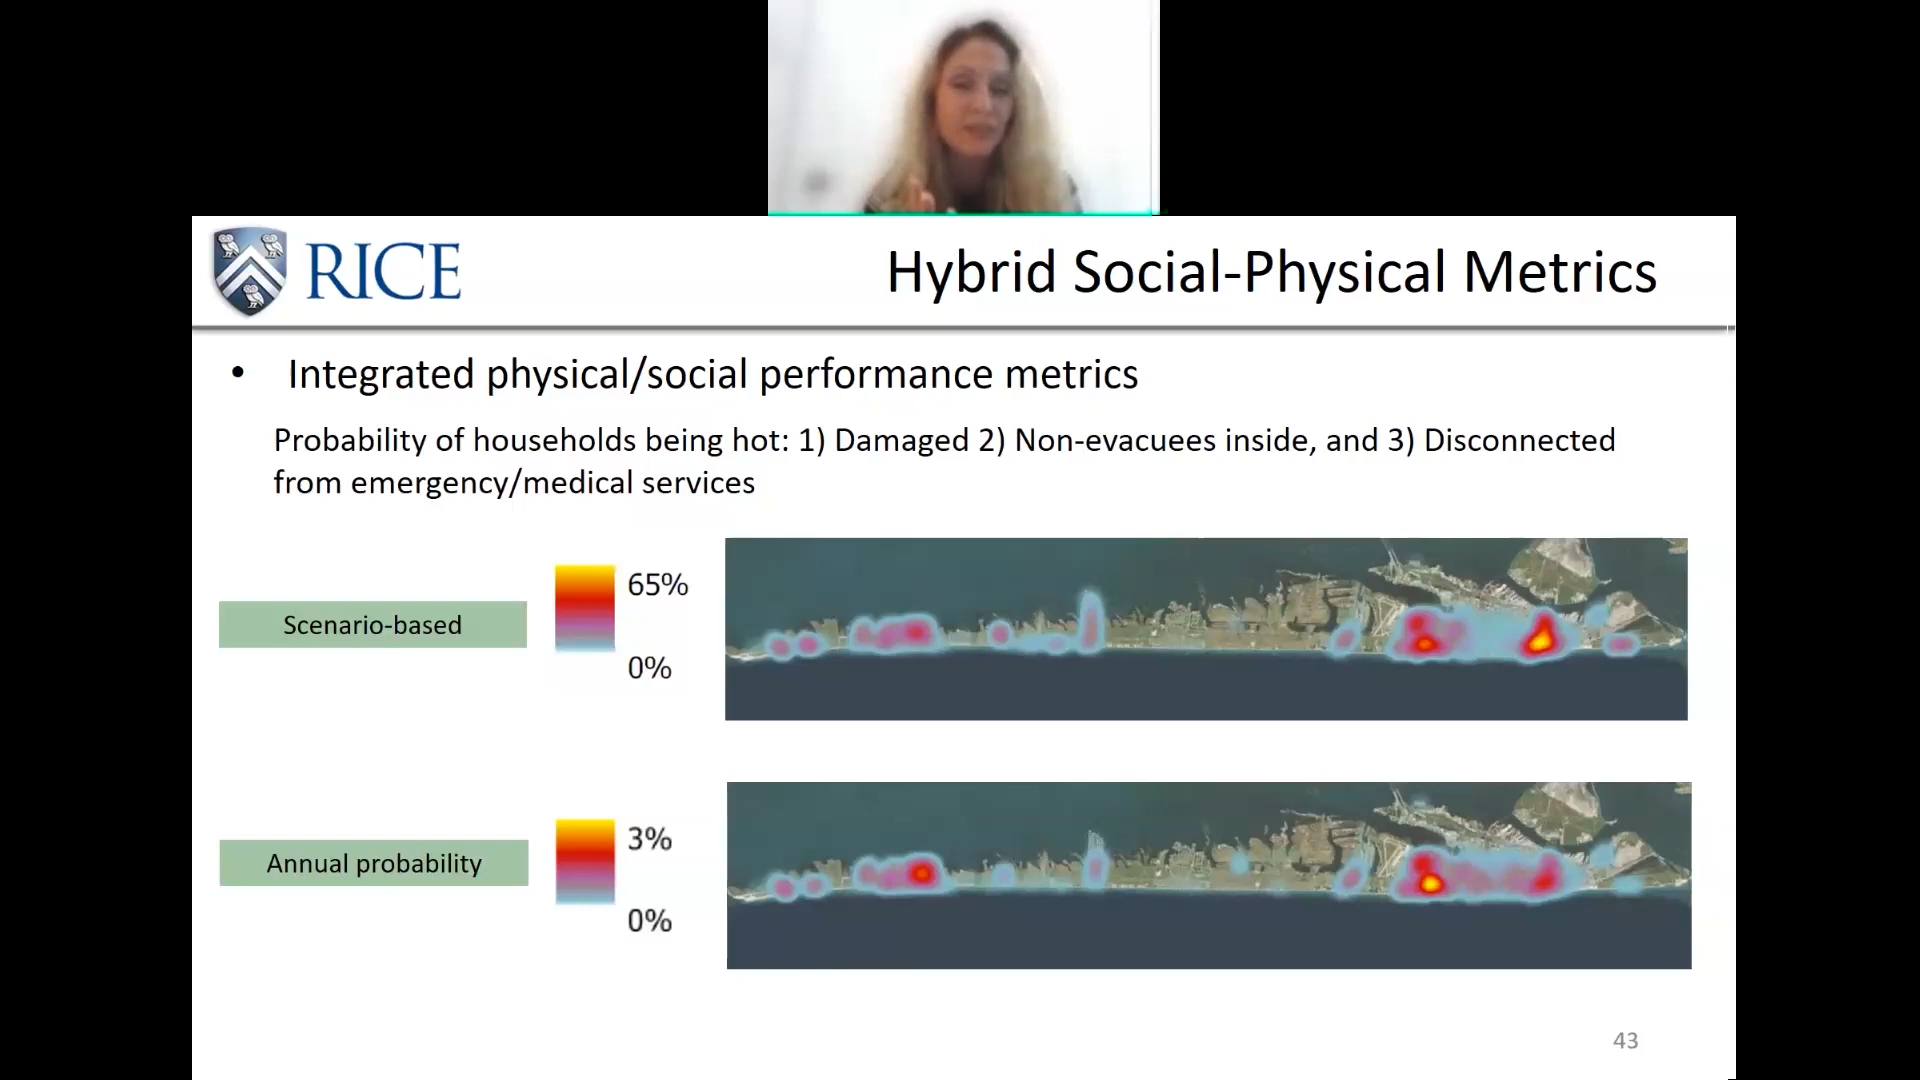 RICE
Hybrid Social-Physical Metrics
• Integrated physical/social performance metrics
Probability of households being hot: 1) Damaged 2) Non-evacuees inside, and 3) Disconnected
from emergency/medical services
Scenario-based
65%
0%
Annual probability
3%
0%
43